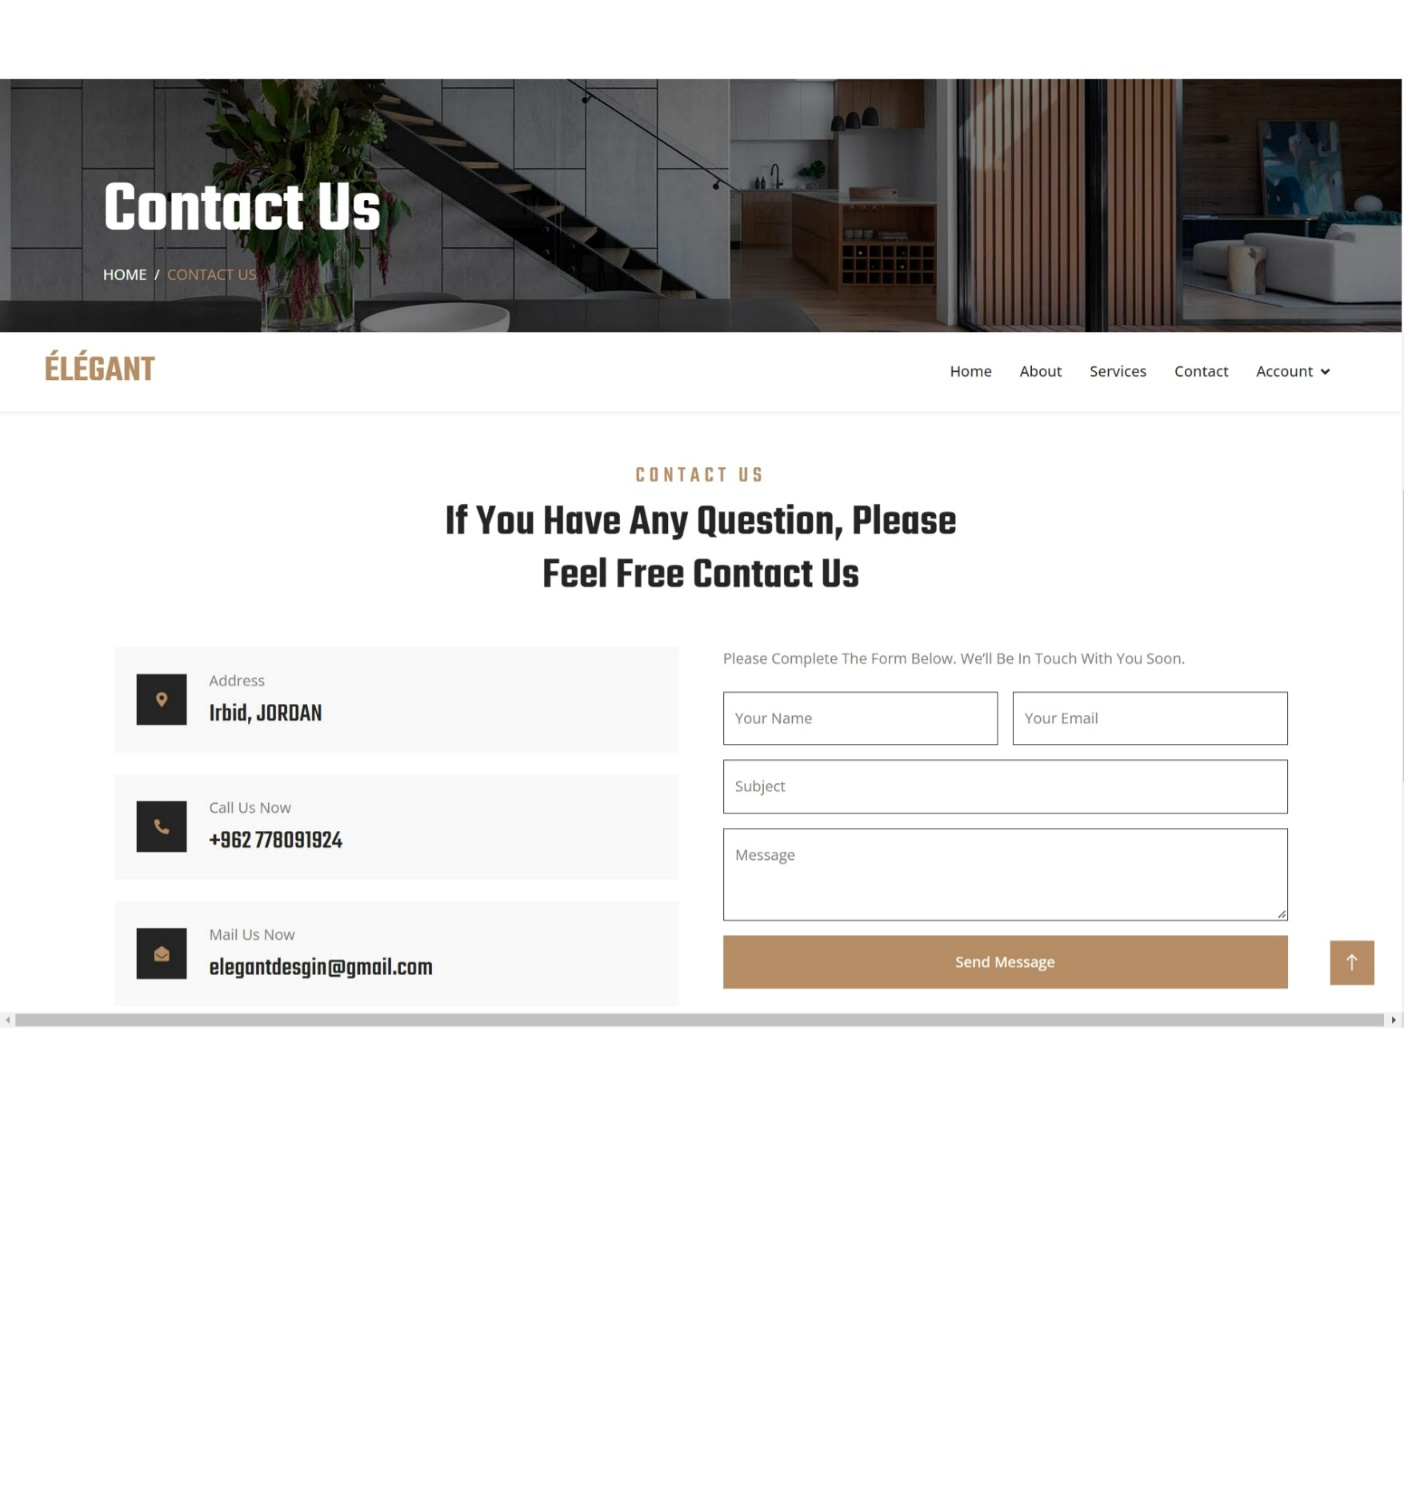 Contact Us
HOME / CONTACT US
ÉLÉGANT
Home About Services Contact Account
CONTACT US
If You Have Any Question, Please
Feel Free Contact Us
Address
Irbid, JORDAN
Call Us Now
+962 778091924
Mail Us Now
elegantdesgin@gmail.com
Please Complete The Form Below. We'll Be In Touch With You Soon.
Your Name Your Email
Subject
Message
Send Message